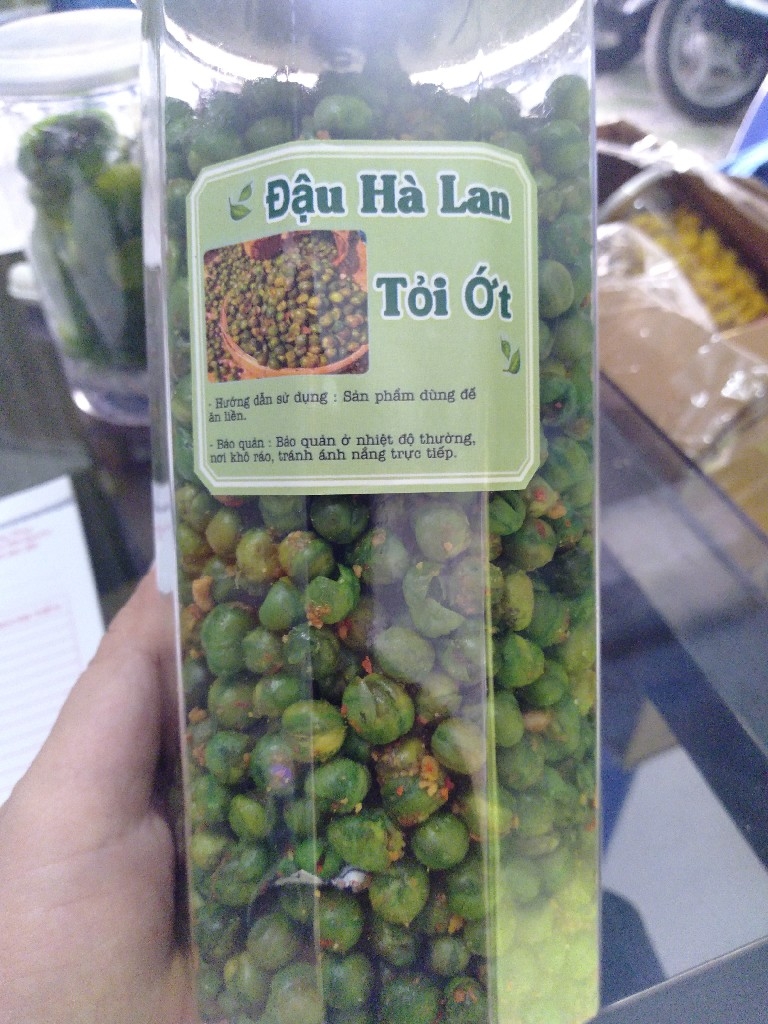 Đậu Hà Lan
Tỏi Ớt
- Hướng dẫn sử dụng : Sản phẩm dùng để
ăn liền.
- Bảo quản : Bảo quản ở nhiệt độ thường,
nơi khô ráo, tránh ánh nắng trực tiếp.